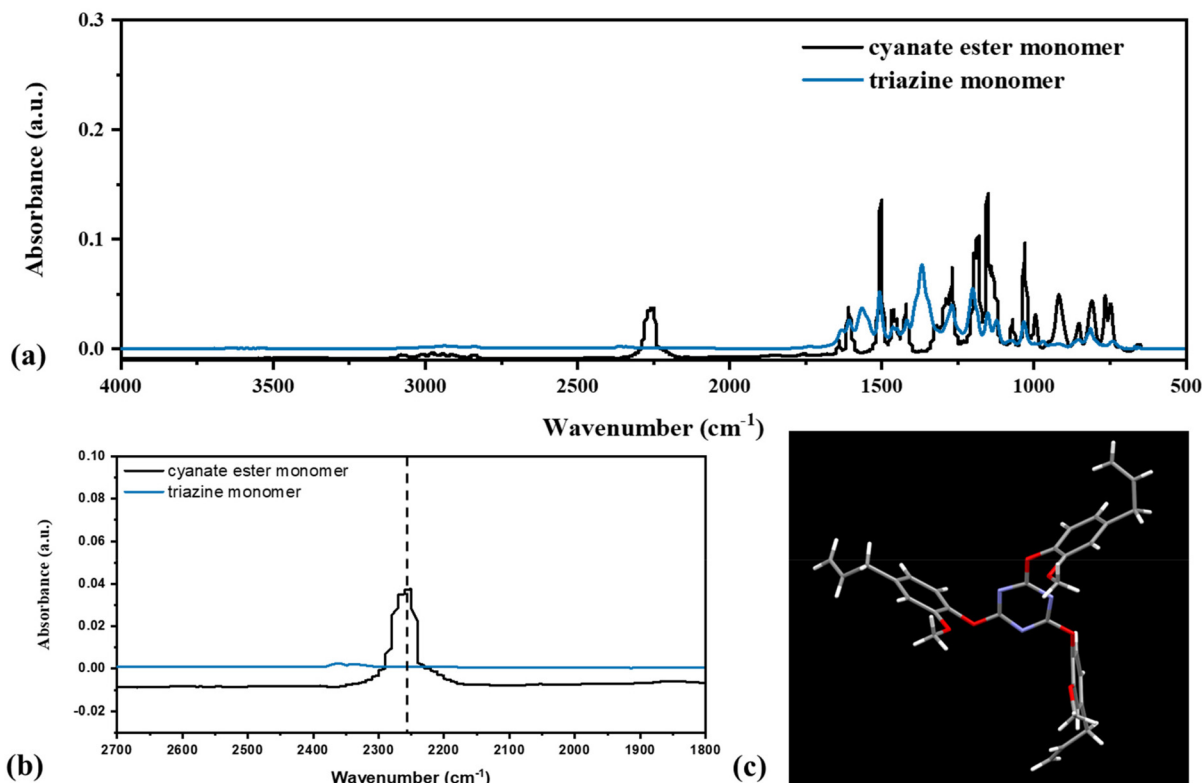 0.3
cyanate ester monomer
triazine monomer
0.2
Absorbance (a.u.)
0.1
0.0
(a)
4000 3500 3000 2500 2000 1500 1000 500
Wavenumber (cm-1)
0.10
cyanate ester monomer
triazine monomer
0.08
0.06
Absorbance (a.u.)
0.04
0.02
0.00
-0.02
2700 2600 2500 2400 2300 2200 2100 2000 1900 1800
(b)
Wavenumber (cm-1)
(c)